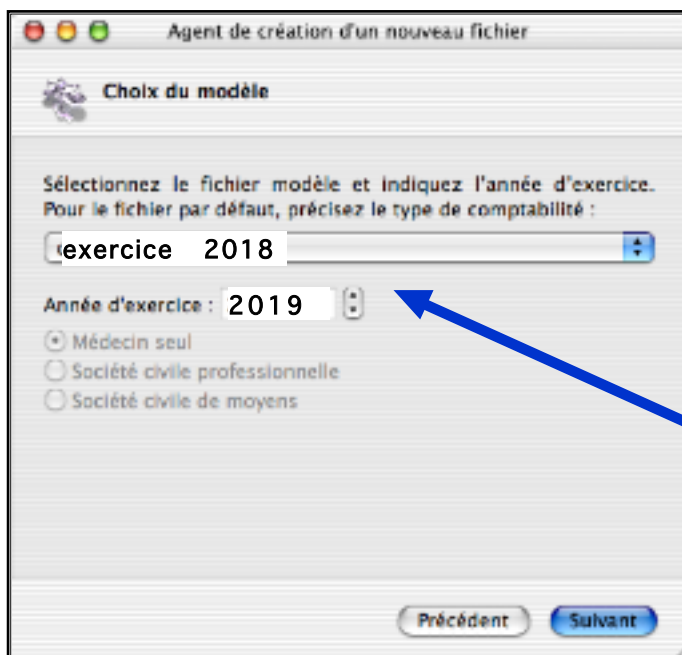 Agent de création d'un nouveau fichier
Choix du modèle
Sélectionnez le fichier modèle et indiquez l'année d'exercice.
Pour le fichier par défaut, précisez le type de comptabilité :
exercice 2018
Année d'exercice : 2019
Médecin seul
Société civile professionnelle
Société civile de moyens
Précédent
Suivant